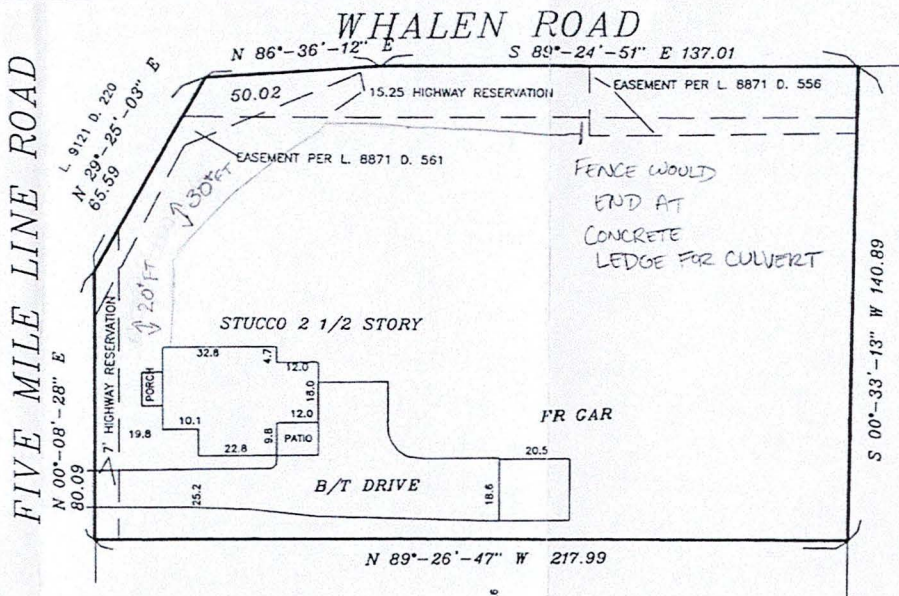 WHALEN ROAD
N 86°-36'-12" E
S 89°-24'-51" E 137.01
50.02
15.25 HIGHWAY RESERVATION
EASEMENT PER L. 8871 D. 556
L. 9121 D. 220
N 29°-25'-03" E
65.59
EASEMENT PER L. 8871 D. 561
30± FT
FENCE WOULD
END AT
CONCRETE
LEDGE FOR CULVERT
20± FT
FIVE MILE LINE ROAD
7' HIGHWAY RESERVATION
STUCCO 2 1/2 STORY
S 00°-33'-13" W 140.89
32.8
4.7
12.0
18.0
PORCH
N 00°-08'-28" E
80.09
19.8
10.1
22.8
9.8
12.0
PATIO
FR GAR
20.5
18.6
B/T DRIVE
25.2
N 89°-26'-47" W 217.99